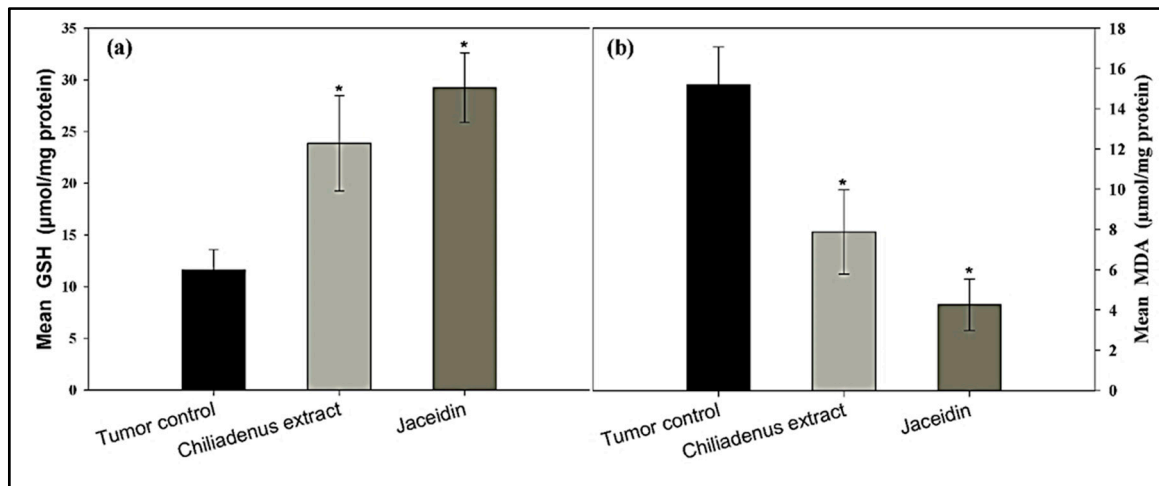 (a)
Mean GSH (µmol/mg protein)
35
30
25
20
15
10
5
0
*
*
Tumor control
Chiliadenus extract
Jaceidin
(b)
*
*
Tumor control
Chiliadenus extract
Jaceidin
18
16
14
12
10
8
6
4
2
0
Mean MDA (µmol/mg protein)